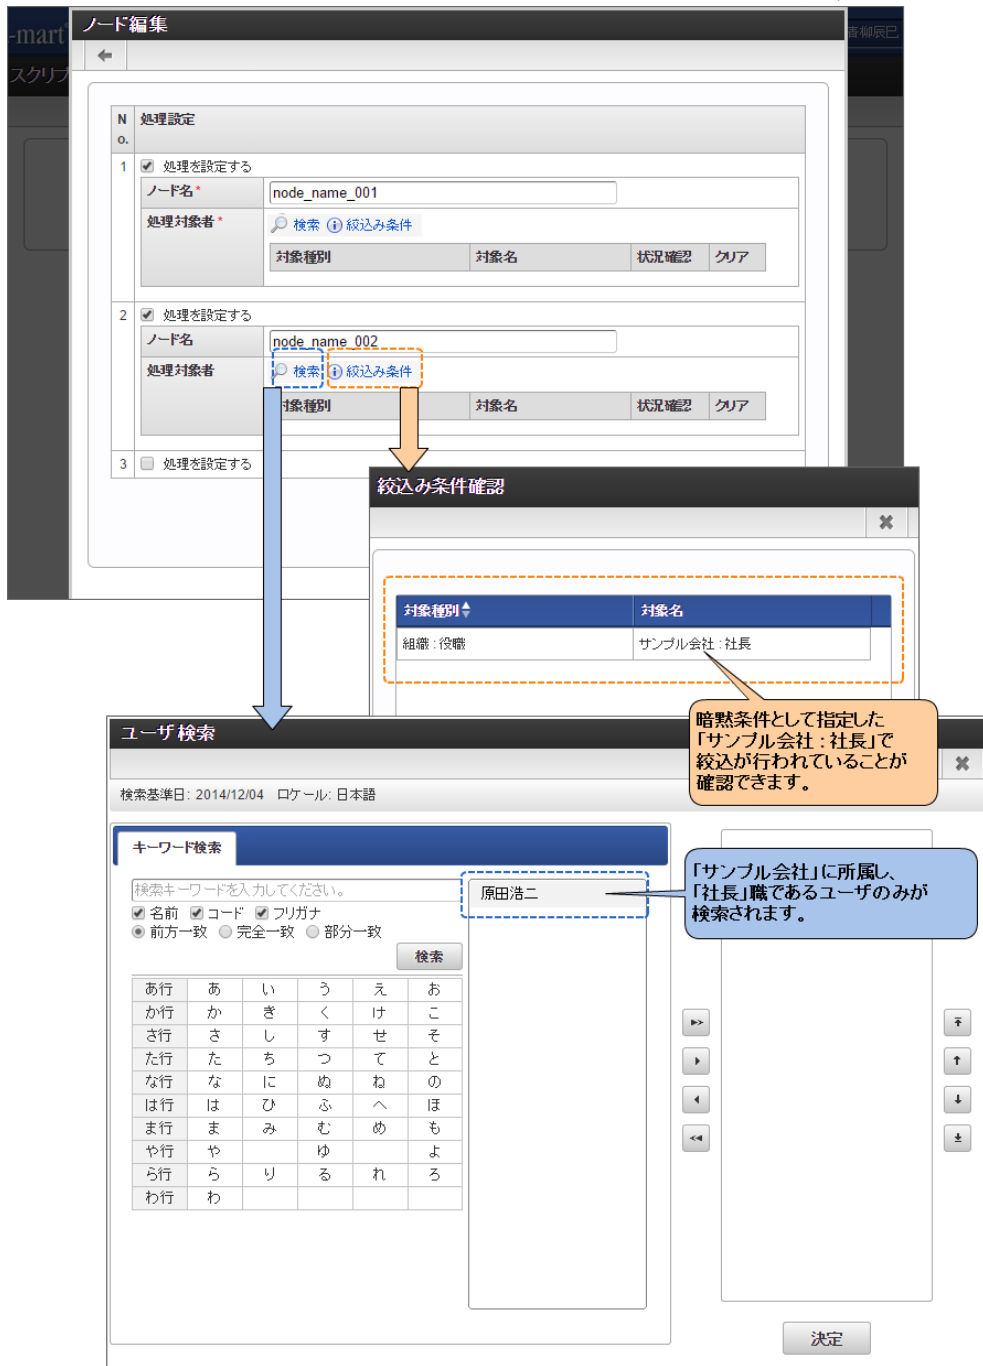 -mart
ノード編集
青柳辰巳
スクリプ
N
o.
処理設定
1
処理を設定する
ノード名*
node_name_001
処理対象者*
検索
絞込み条件
対象種別
対象名
状況確認
クリア
2
処理を設定する
ノード名
node_name_002
処理対象者
検索
絞込み条件
対象種別
対象名
状況確認
クリア
3
処理を設定する
絞込み条件確認
対象種別
対象名
組織 : 役職
サンプル会社 : 社長
暗黙条件として指定した
「サンプル会社 : 社長」で
絞込が行われていることが
確認できます。
ユーザ検索
検索基準日: 2014/12/04 ロケール: 日本語
キーワード検索
検索キーワードを入力してください。
名前 コード フリガナ
前方一致 完全一致 部分一致
検索
原田浩二
「サンプル会社」に所属し、
「社長」職であるユーザのみが
検索されます。
あ行 あ い う え お
か行 か き く け こ
さ行 さ し す せ そ
た行 た ち つ て と
な行 な に ぬ ね の
は行 は ひ ふ へ ほ
ま行 ま み む め も
や行 や ゆ よ
ら行 ら り る れ ろ
わ行 わ
決定